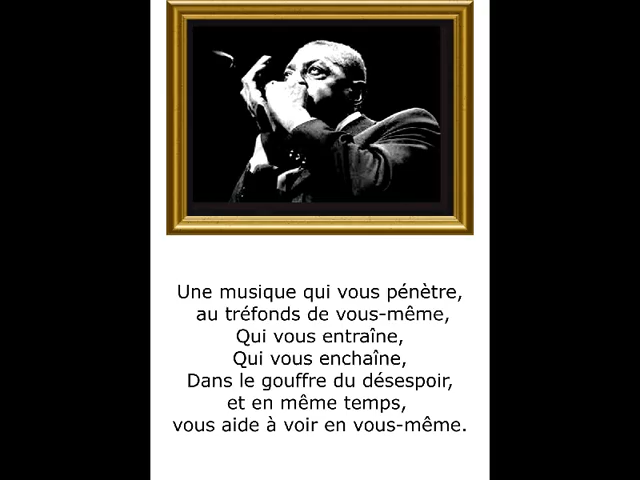 Une musique qui vous pénètre,
au tréfonds de vous-même,
Qui vous entraîne,
Qui vous enchaîne,
Dans le gouffre du désespoir,
et en même temps,
vous aide à voir en vous-même.